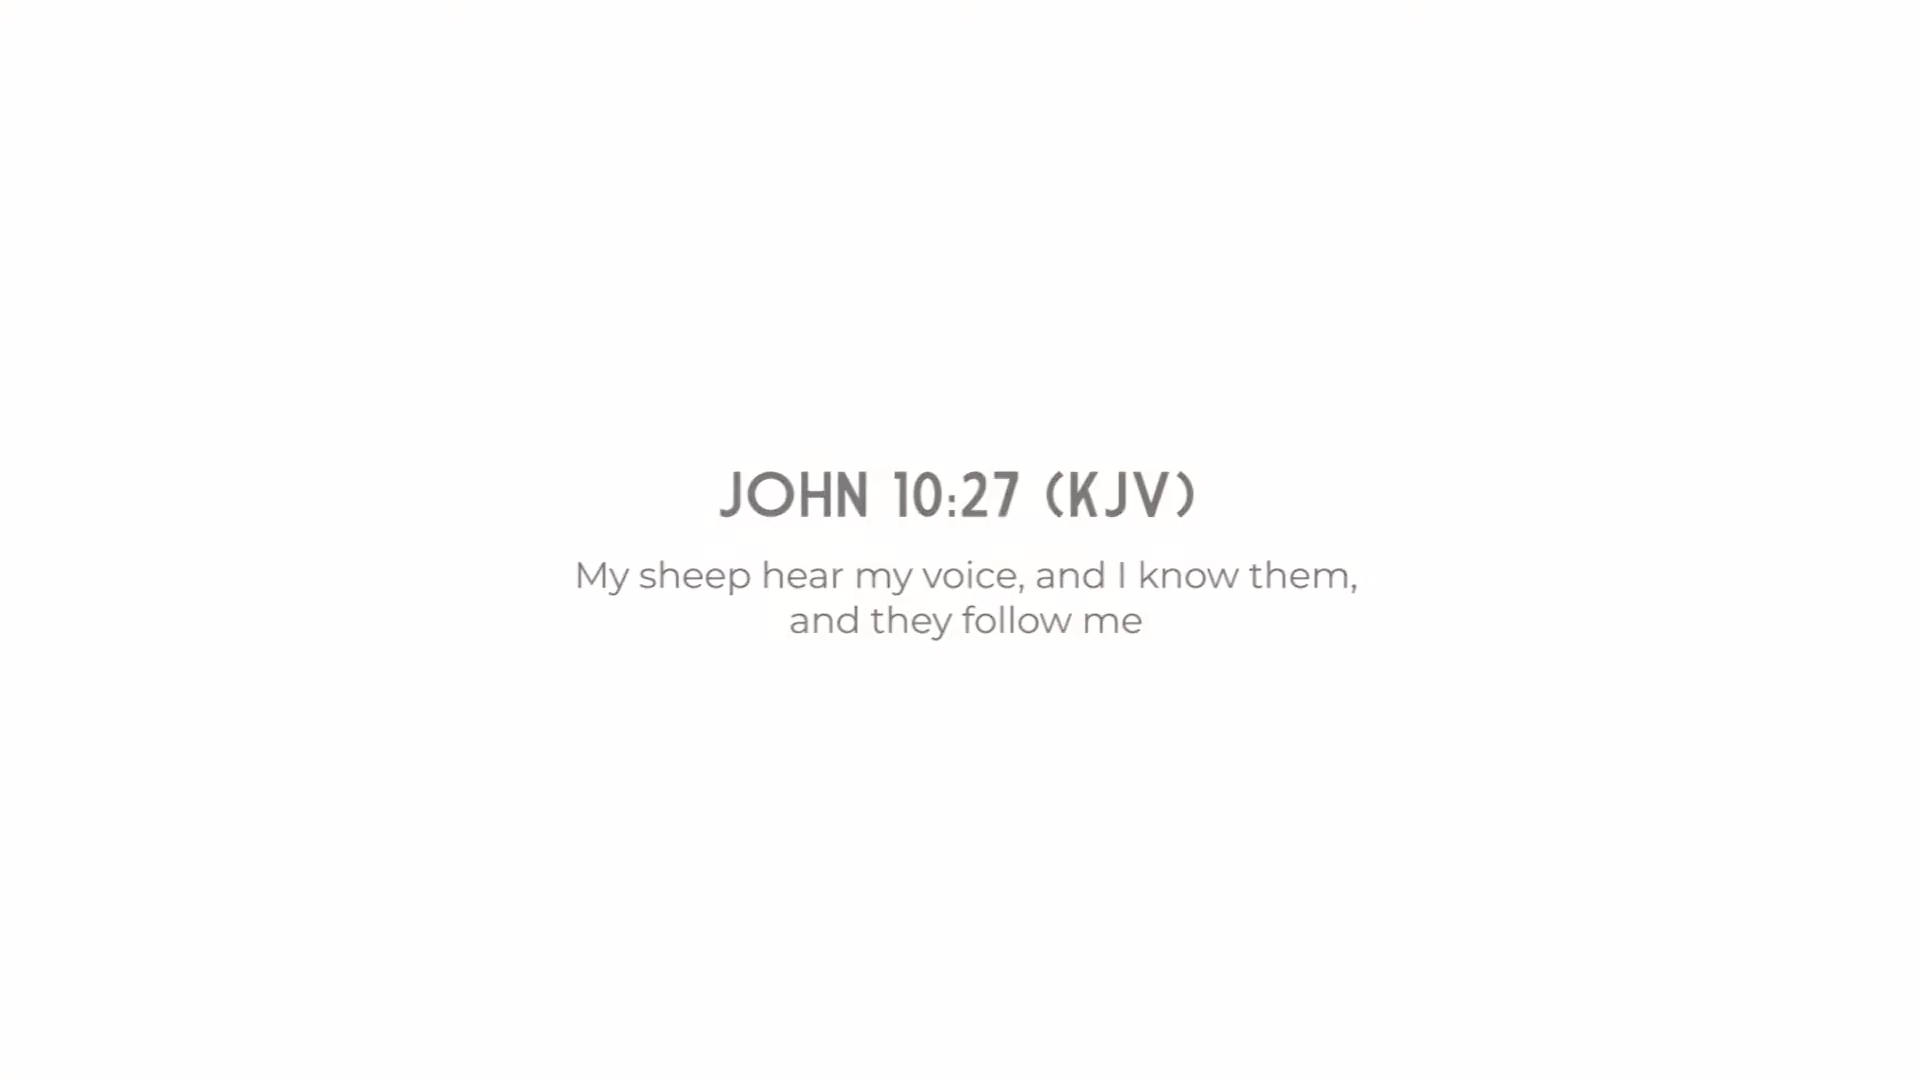 JOHN 10:27 (KJV)
My sheep hear my voice, and I know them,
and they follow me